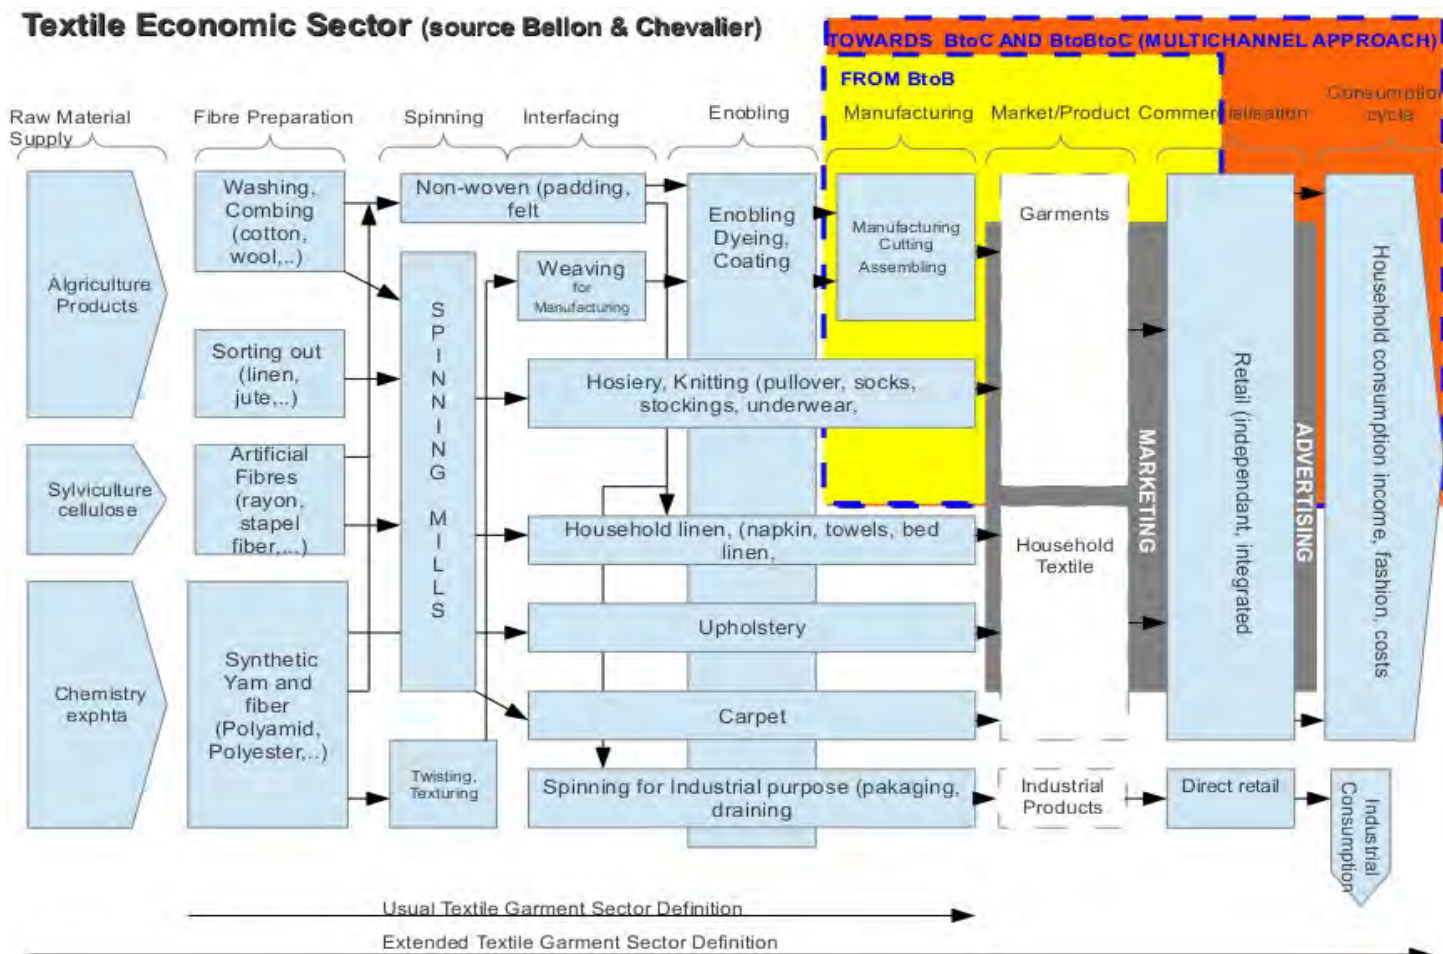 Textile Economic Sector (source Bellon & Chevalier)
TOWARDS BtoC AND BtoBtoC (MULTICHANNEL APPROACH)
FROM BtoB
Raw Material
Supply
Fibre Preparation
Spinning
Interfacing
Enobling
Manufacturing
Market/Product
Commercialisation
Consumption
cycla
Algriculture
Products
Sylviculture
cellulose
Chemistry
exphta
Washing,
Combing
(cotton,
wool,..)
Sorting out
(linen,
jute,..)
Artificial
Fibres
(rayon,
stapel
fiber,...)
Synthetic
Yam and
fiber
(Polyamid,
Polyester,..)
SPINNING MILLS
Twisting,
Texturing
Non-woven (padding,
felt
Weaving
for
Manufacturing
Enobling
Dyeing,
Coating
Hosiery, Knitting (pullover, socks,
stockings, underwear,
Household linen, (napkin, towels, bed
linen,
Upholstery
Carpet
Spinning for Industrial purpose (pakaging,
draining
Manufacturing
Cutting
Assembling
Garments
Household
Textile
Industrial
Products
MARKETING
Retail (independant, integrated
Direct retail
ADVERTISING
Household consumption income, fashion, costs
Industrial
Consumption
Usual Textile Garment Sector Definition
Extended Textile Garment Sector Definition